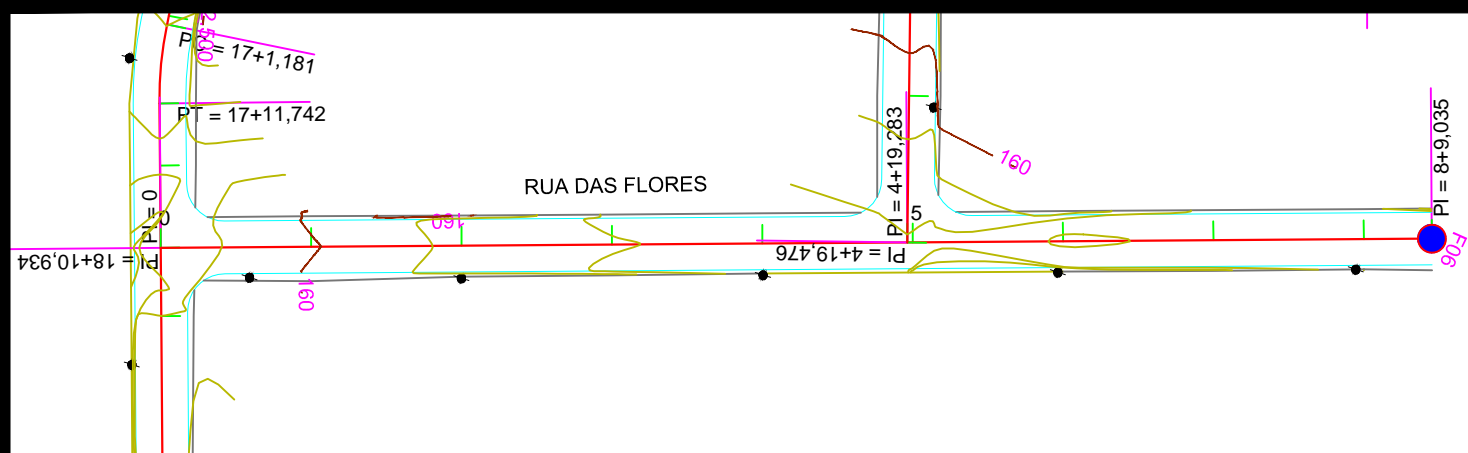 PC = 17+1,181
PT = 17+11,742
160
RUA DAS FLORES
PI = 4+19,283
PI = 8+9,035
PI = 0
0
160
5
PI = 18+10,934
PI = 4+19,476
F06
160